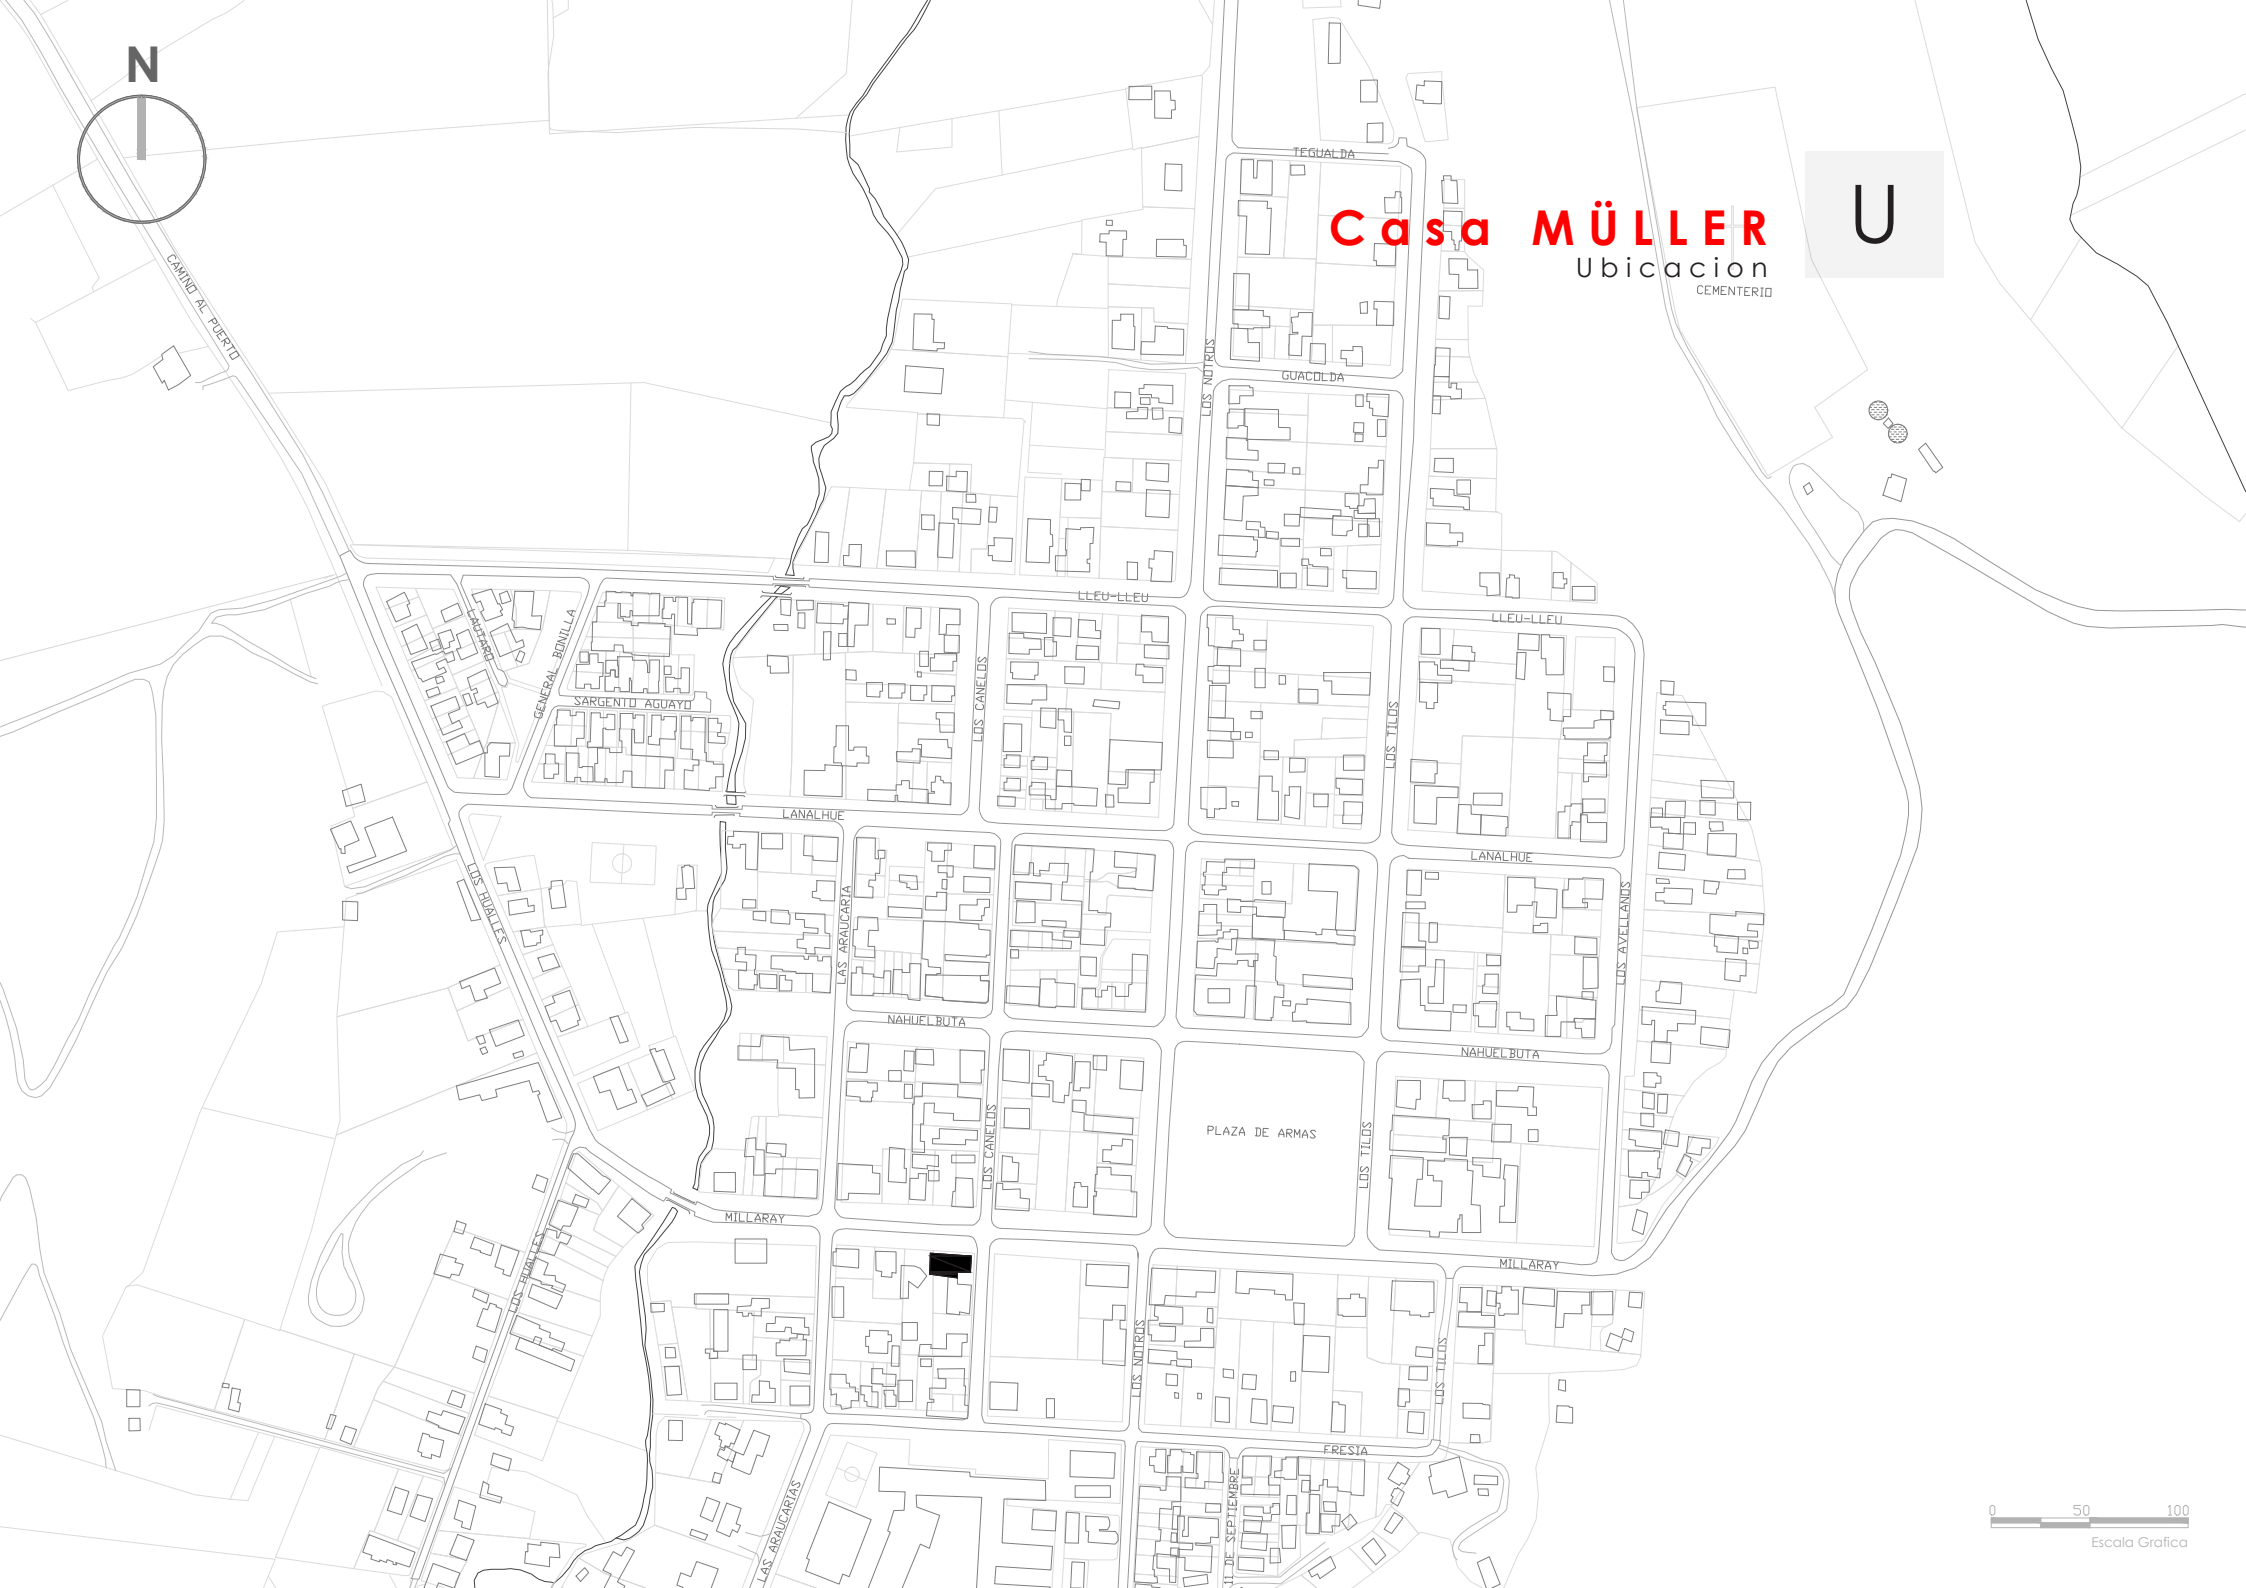 N
CAMINO AL PUERTO
TEGUALDA
Casa MÜLLER
U
Ubicacion
CEMENTERIO
LOS NOTROS
GUACOLDA
LLEU-LLEU
LLEU-LLEU
LAUTARO
GENERAL BONILLA
SARGENTO AGUAYO
LOS CANELOS
LOS TILOS
LANALHUE
LANALHUE
LOS HUALLES
LAS ARAUCARIA
LOS AVELLANOS
NAHUELBUTA
NAHUELBUTA
LOS CANELOS
PLAZA DE ARMAS
LOS TILOS
MILLARAY
MILLARAY
LOS HUALLES
LOS NOTROS
LOS TILOS
FRESIA
LAS ARAUCARIAS
11 DE SEPTIEMBRE
0 50 100
Escala Grafica